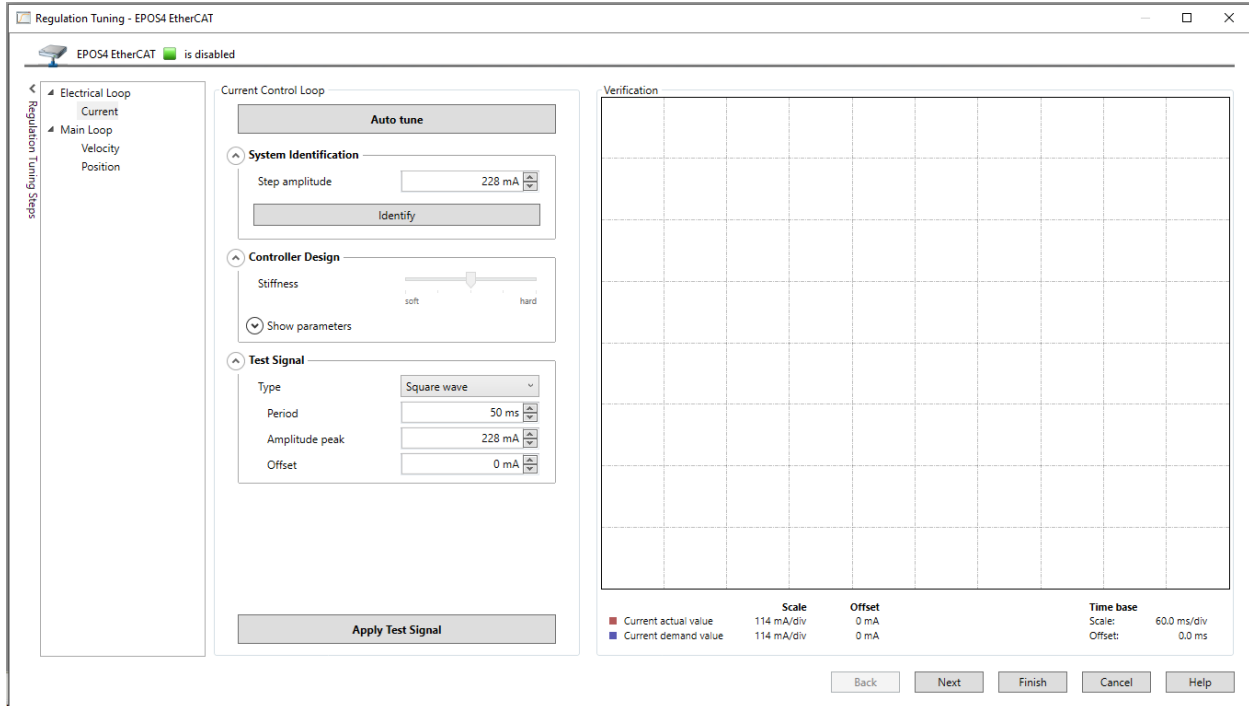 Regulation Tuning - EPOS4 EtherCAT
EPOS4 EtherCAT is disabled
Regulation Tuning Steps
Electrical Loop
Current
Main Loop
Velocity
Position
Current Control Loop
Auto tune
System Identification
Step amplitude 228 mA
Identify
Controller Design
Stiffness
soft hard
Show parameters
Test Signal
Type Square wave
Period 50 ms
Amplitude peak 228 mA
Offset 0 mA
Apply Test Signal
Verification
Scale Offset Time base
Current actual value 114 mA/div 0 mA Scale: 60.0 ms/div
Current demand value 114 mA/div 0 mA Offset: 0.0 ms
Back Next Finish Cancel Help